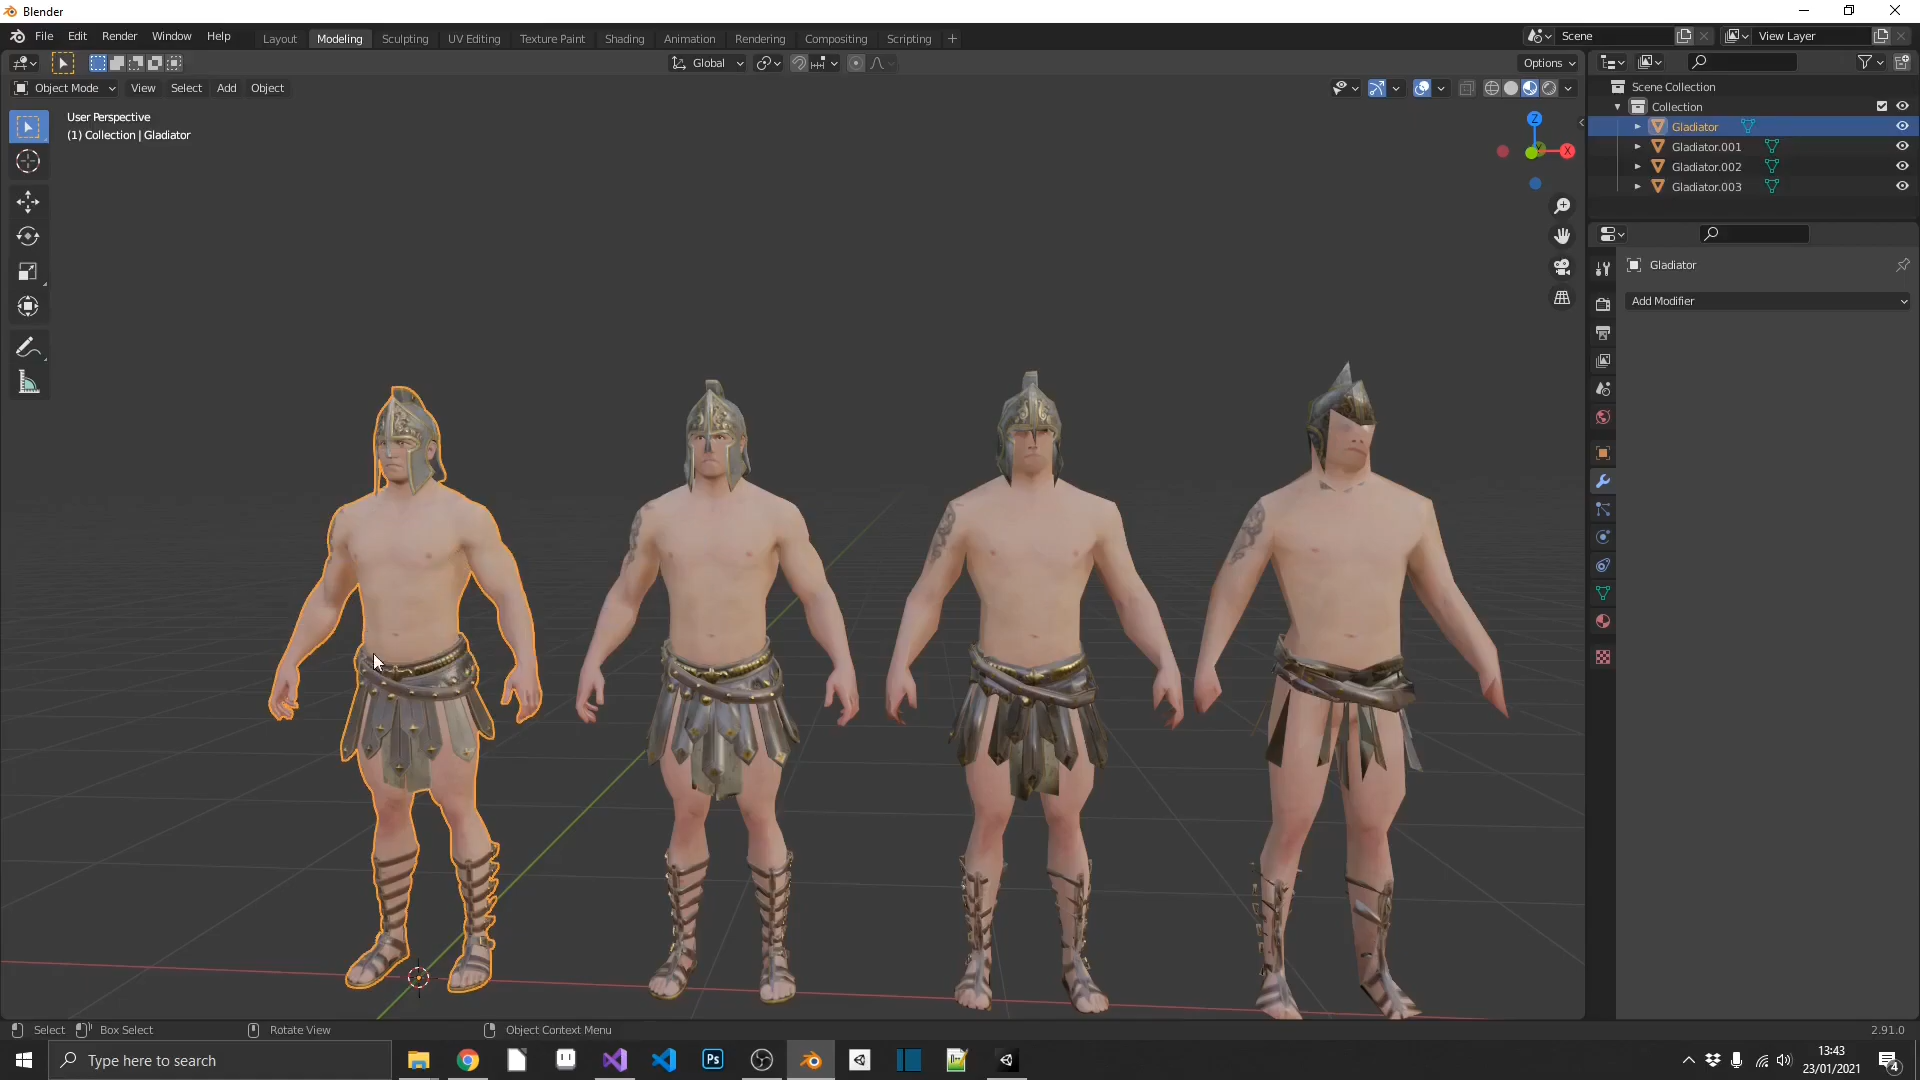 Blender
File Edit Render Window Help
Layout Modeling Sculpting UV Editing Texture Paint Shading Animation Rendering Compositing Scripting +
Scene
View Layer
Global
Options
Object Mode View Select Add Object
User Perspective
(1) Collection | Gladiator
Z
X
Scene Collection
Collection
Gladiator
Gladiator.001
Gladiator.002
Gladiator.003
Gladiator
Add Modifier
Select Box Select Rotate View Object Context Menu
2.91.0
Type here to search
Ps
13:43
23/01/2021
4